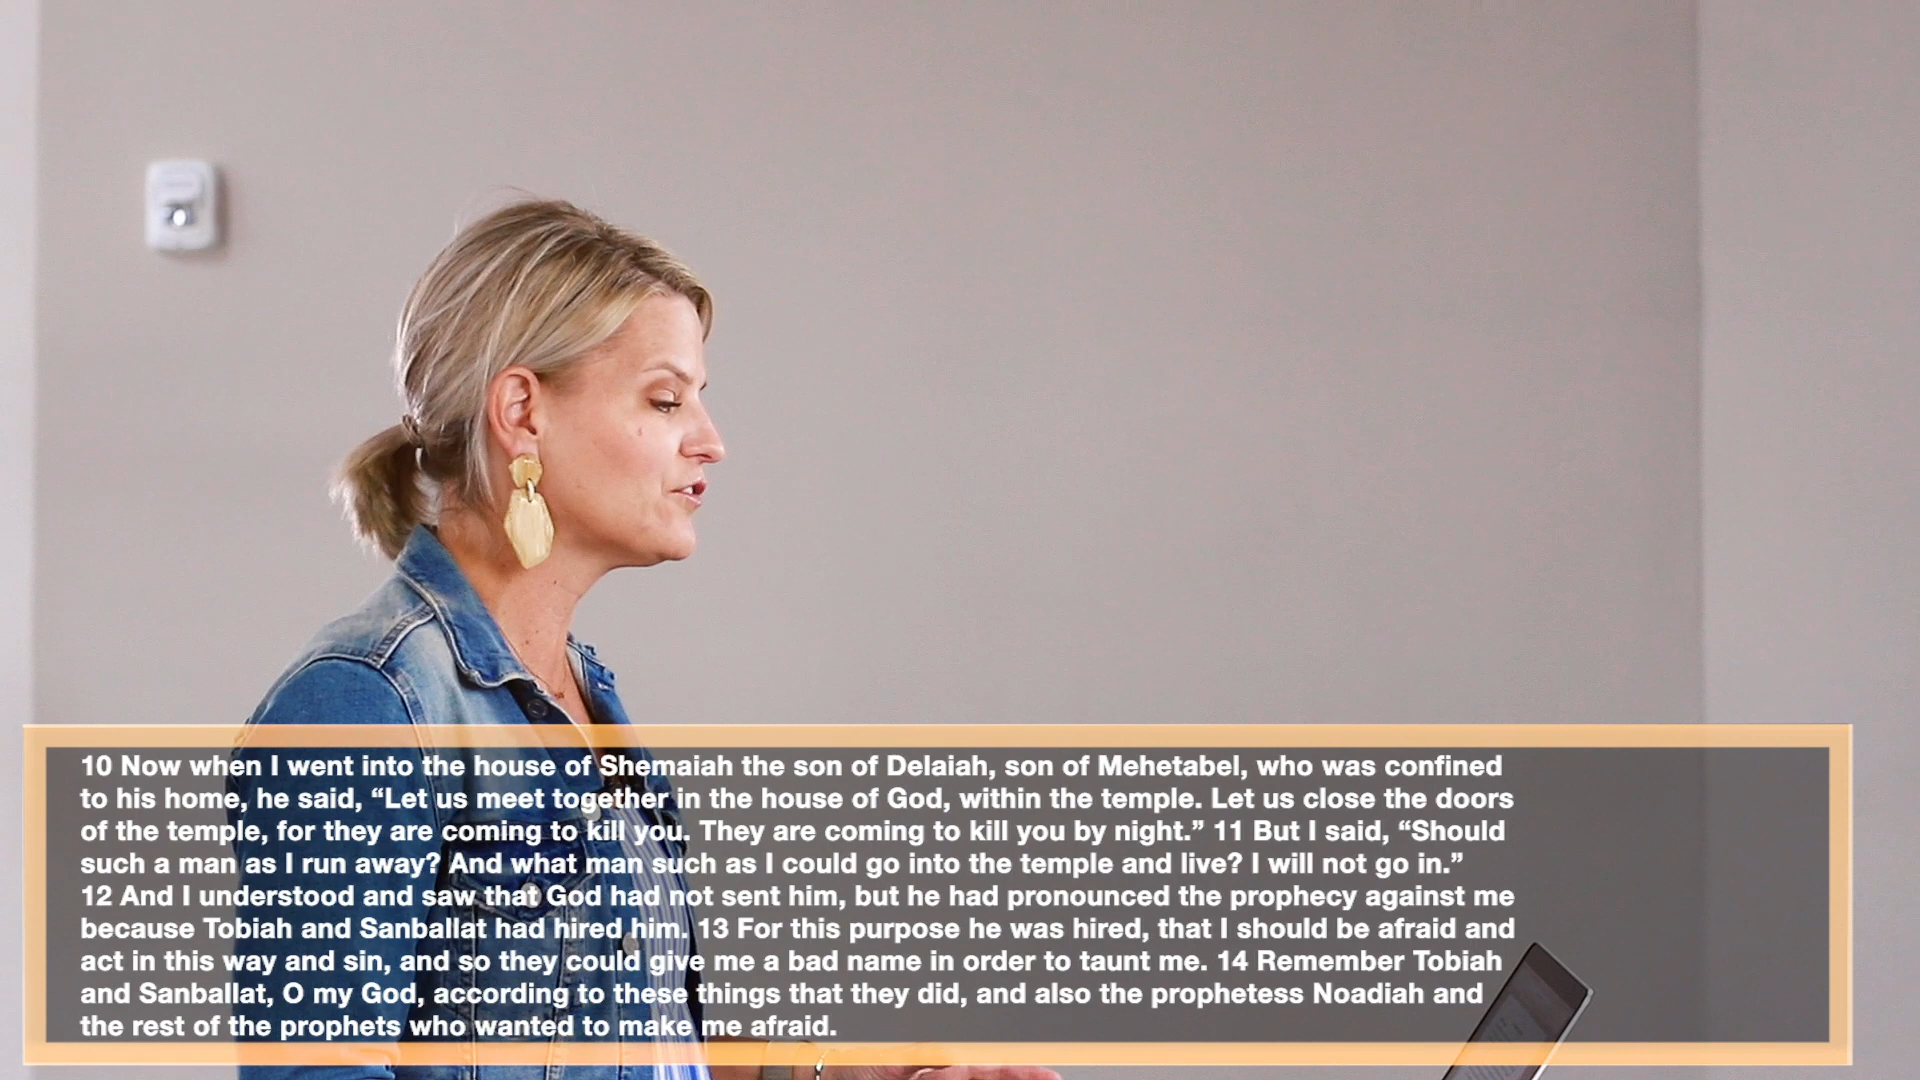 10 Now when I went into the house of Shemaiah the son of Delaiah, son of Mehetabel, who was confined
to his home, he said, “Let us meet together in the house of God, within the temple. Let us close the doors
of the temple, for they are coming to kill you. They are coming to kill you by night.” 11 But I said, “Should
such a man as I run away? And what man such as I could go into the temple and live? I will not go in.”
12 And I understood and saw that God had not sent him, but he had pronounced the prophecy against me
because Tobiah and Sanballat had hired him. 13 For this purpose he was hired, that I should be afraid and
act in this way and sin, and so they could give me a bad name in order to taunt me. 14 Remember Tobiah
and Sanballat, O my God, according to these things that they did, and also the prophetess Noadiah and
the rest of the prophets who wanted to make me afraid.